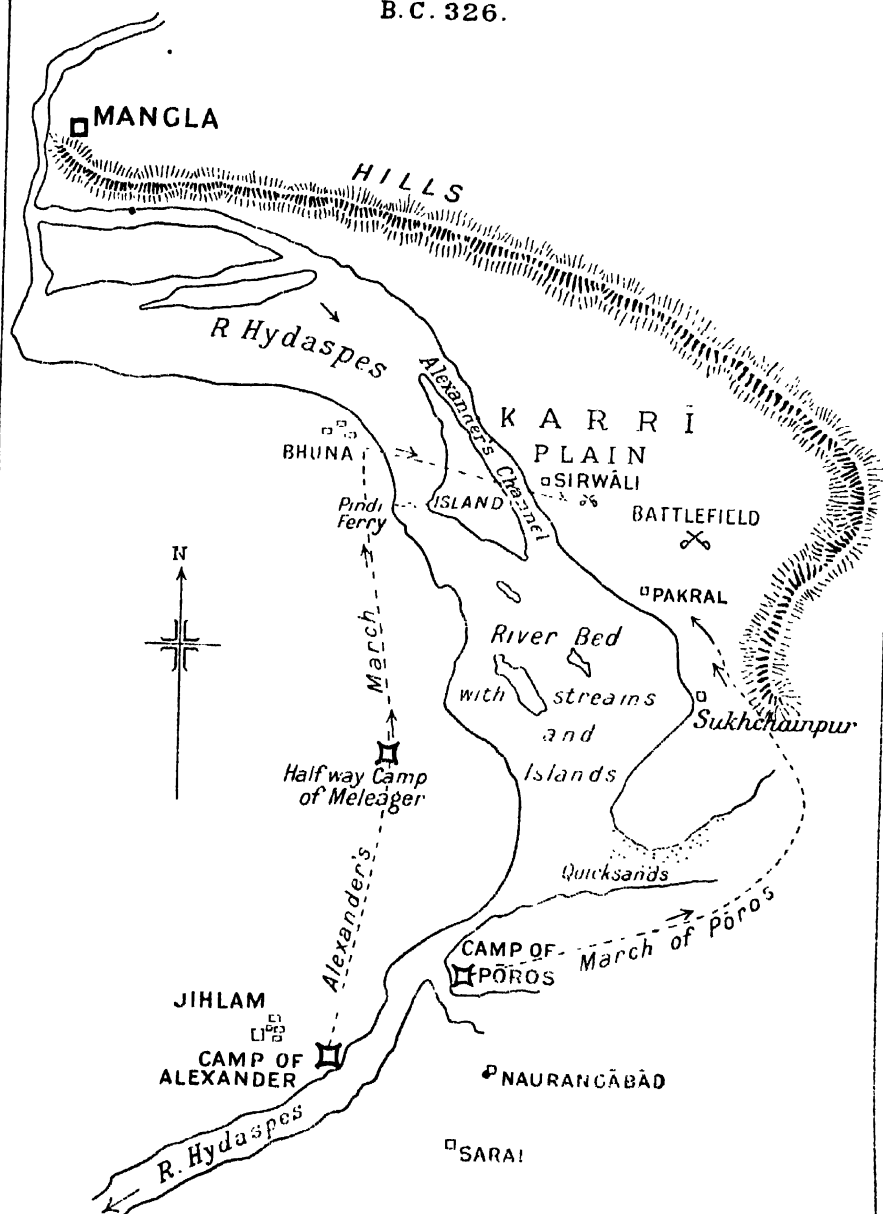 B.C. 326.
MANGLA
HILLS
R Hydaspes
Alexander's Channel
KARRĪ
PLAIN
BHUNA
SIRWĀLI
Pindi
Ferry
ISLAND
BATTLEFIELD
N
PAKRAL
March
River Bed
with streams
and
Islands
Sukhchainpur
Halfway Camp
of Meleager
Quicksands
Alexander's
March of Pōros
CAMP OF
PŌROS
JIHLAM
CAMP OF
ALEXANDER
NAURANGĀBĀD
R. Hydaspes
SARAI